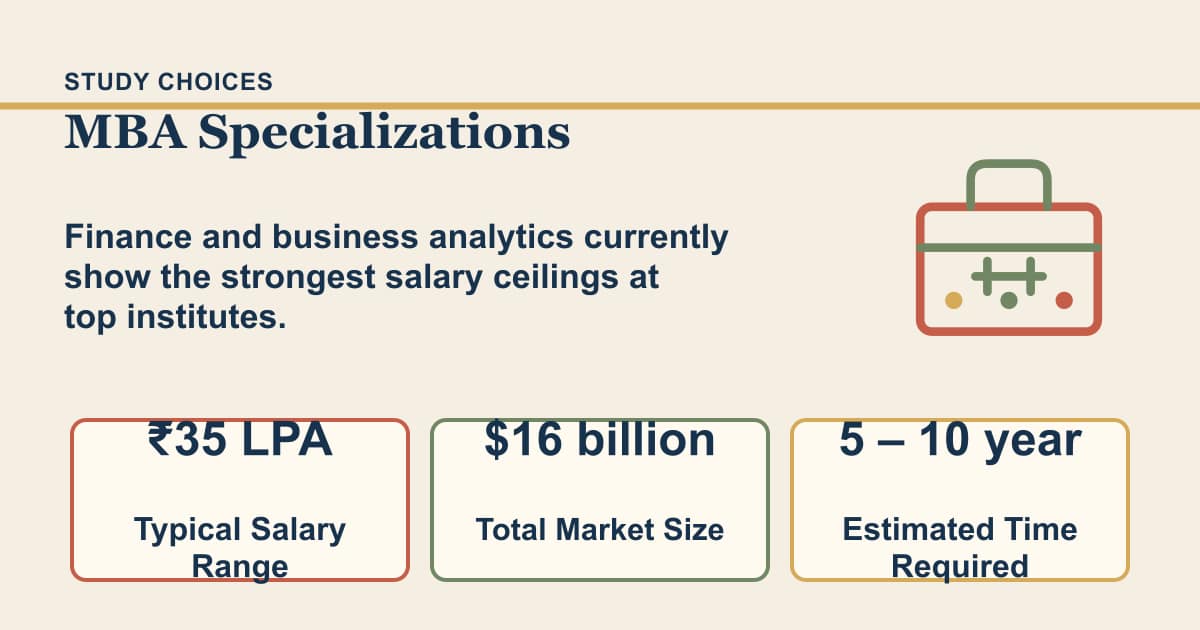 STUDY CHOICES
MBA Specializations
Finance and business analytics currently
show the strongest salary ceilings at
top institutes.
₹35 LPA
Typical Salary
Range
$16 billion
Total Market Size
5 – 10 year
Estimated Time
Required